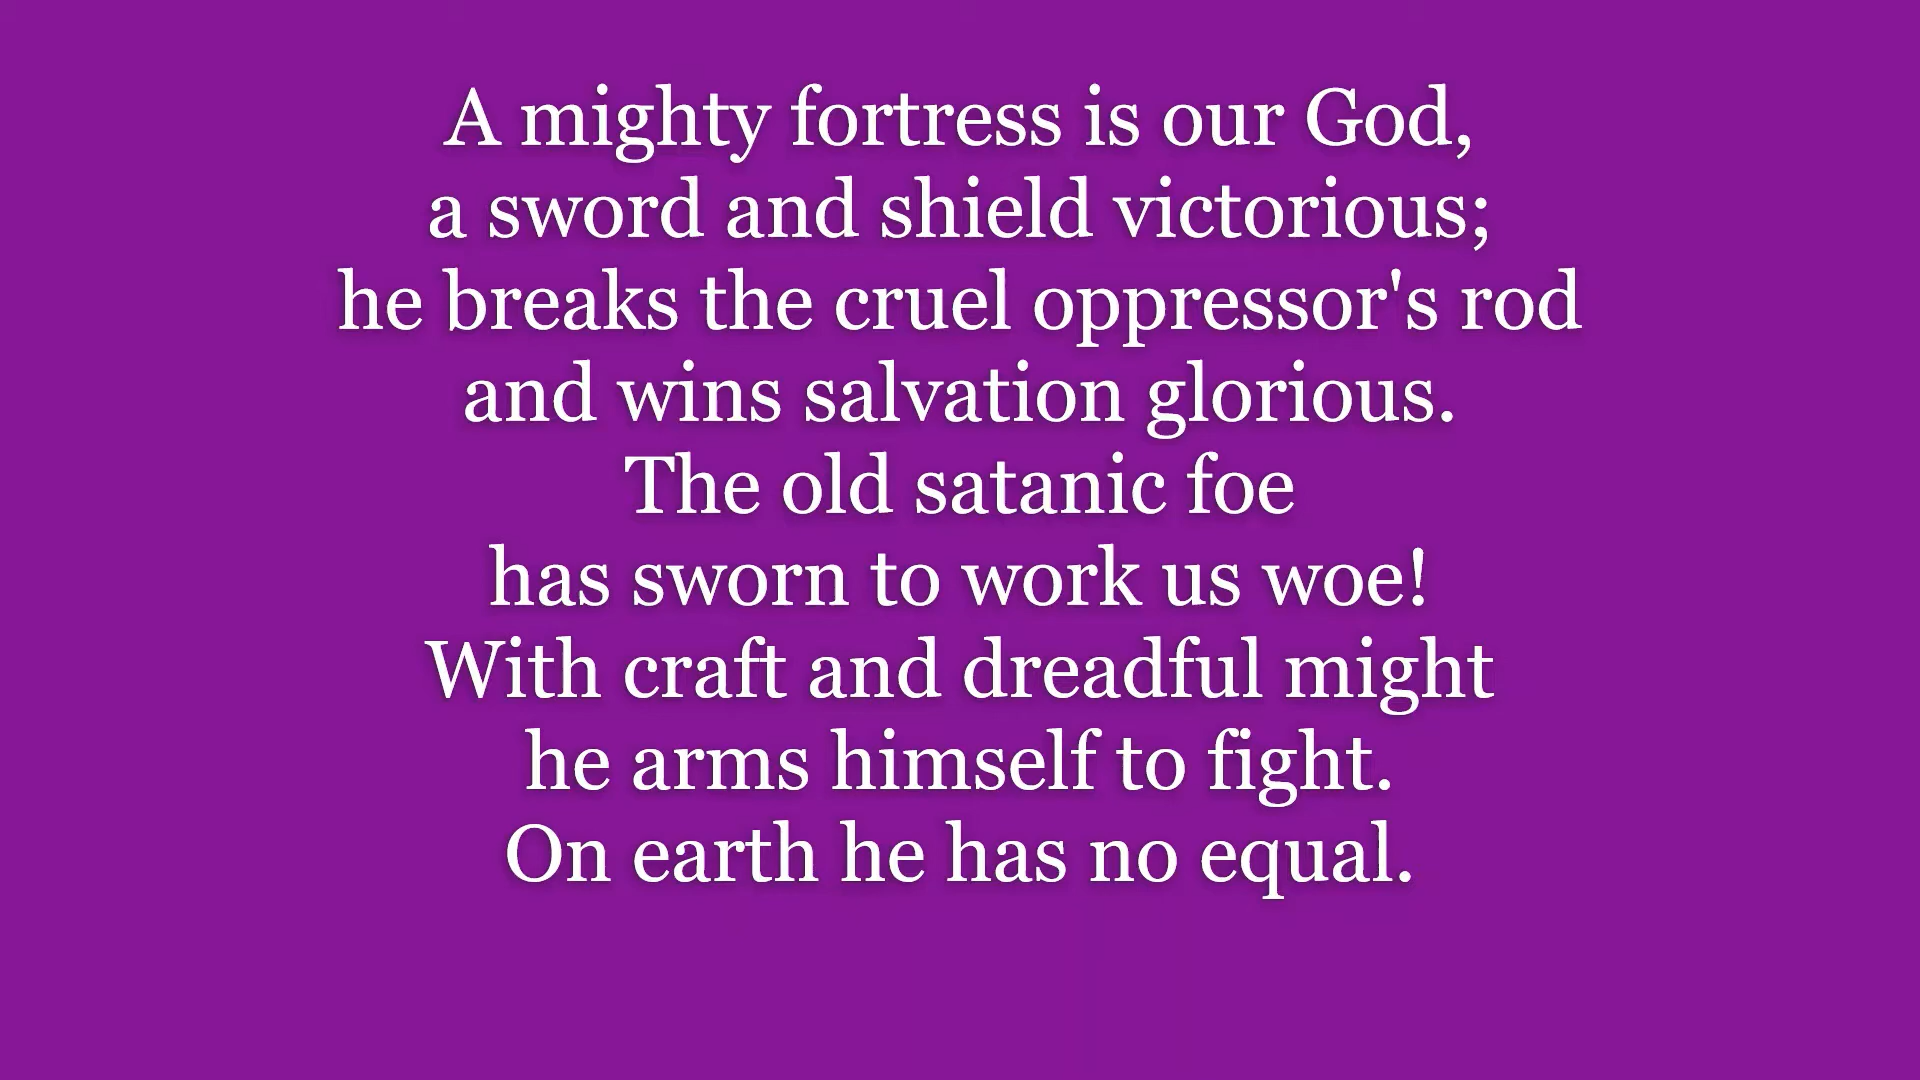 A mighty fortress is our God,
a sword and shield victorious;
he breaks the cruel oppressor's rod
and wins salvation glorious.
The old satanic foe
has sworn to work us woe!
With craft and dreadful might
he arms himself to fight.
On earth he has no equal.